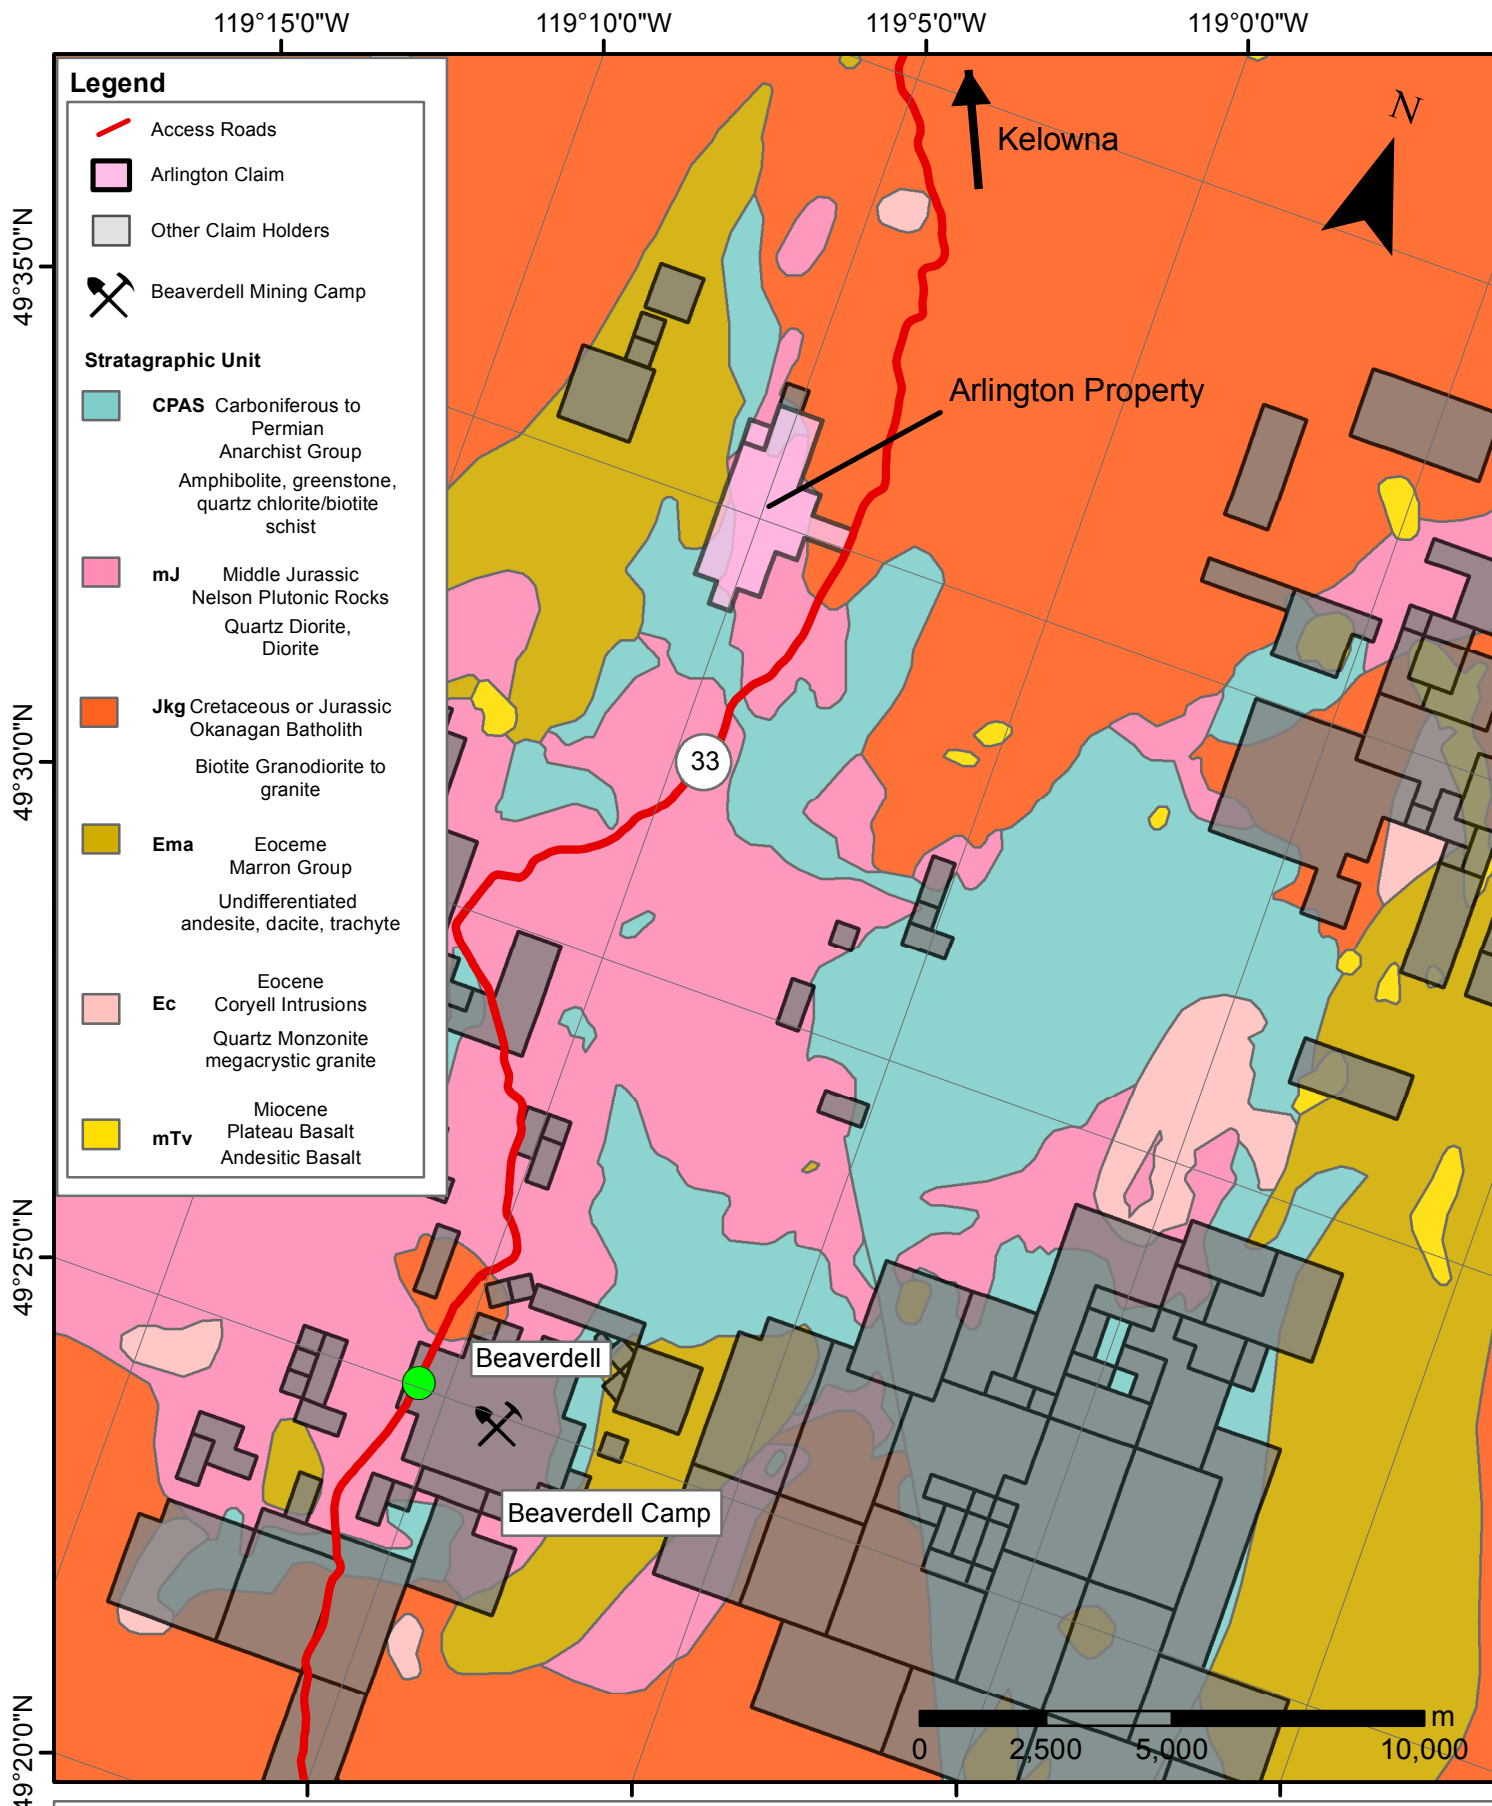 119°15'0"W
119°10'0"W
119°5'0"W
119°0'0"W
Legend
Access Roads
Arlington Claim
Other Claim Holders
Beaverdell Mining Camp
Stratagraphic Unit
CPAS Carboniferous to
Permian
Anarchist Group
Amphibolite, greenstone,
quartz chlorite/biotite
schist
mJ Middle Jurassic
Nelson Plutonic Rocks
Quartz Diorite,
Diorite
Jkg Cretaceous or Jurassic
Okanagan Batholith
Biotite Granodiorite to
granite
Ema Eoceme
Marron Group
Undifferentiated
andesite, dacite, trachyte
Ec Eocene
Coryell Intrusions
Quartz Monzonite
megacrystic granite
mTv Miocene
Plateau Basalt
Andesitic Basalt
N
Kelowna
Arlington Property
33
Beaverdell
Beaverdell Camp
m
0 2,500 5,000 10,000
49°35'0"N
49°30'0"N
49°25'0"N
49°20'0"N